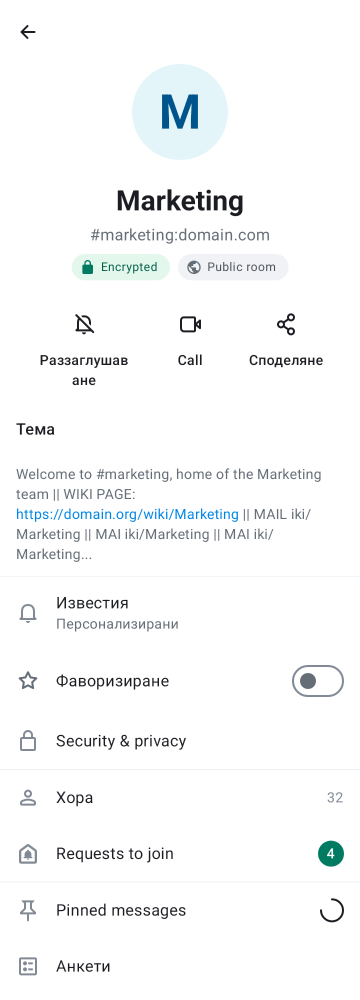 M
Marketing
#marketing:domain.com
Encrypted
Public room
Раззаглушав
ане
Call
Споделяне
Тема
Welcome to #marketing, home of the Marketing
team || WIKI PAGE:
https://domain.org/wiki/Marketing || MAIL iki/
Marketing || MAI iki/Marketing || MAI iki/
Marketing...
Известия
Персонализирани
Фаворизиране
Security & privacy
Хора
32
Requests to join
4
Pinned messages
Анкети